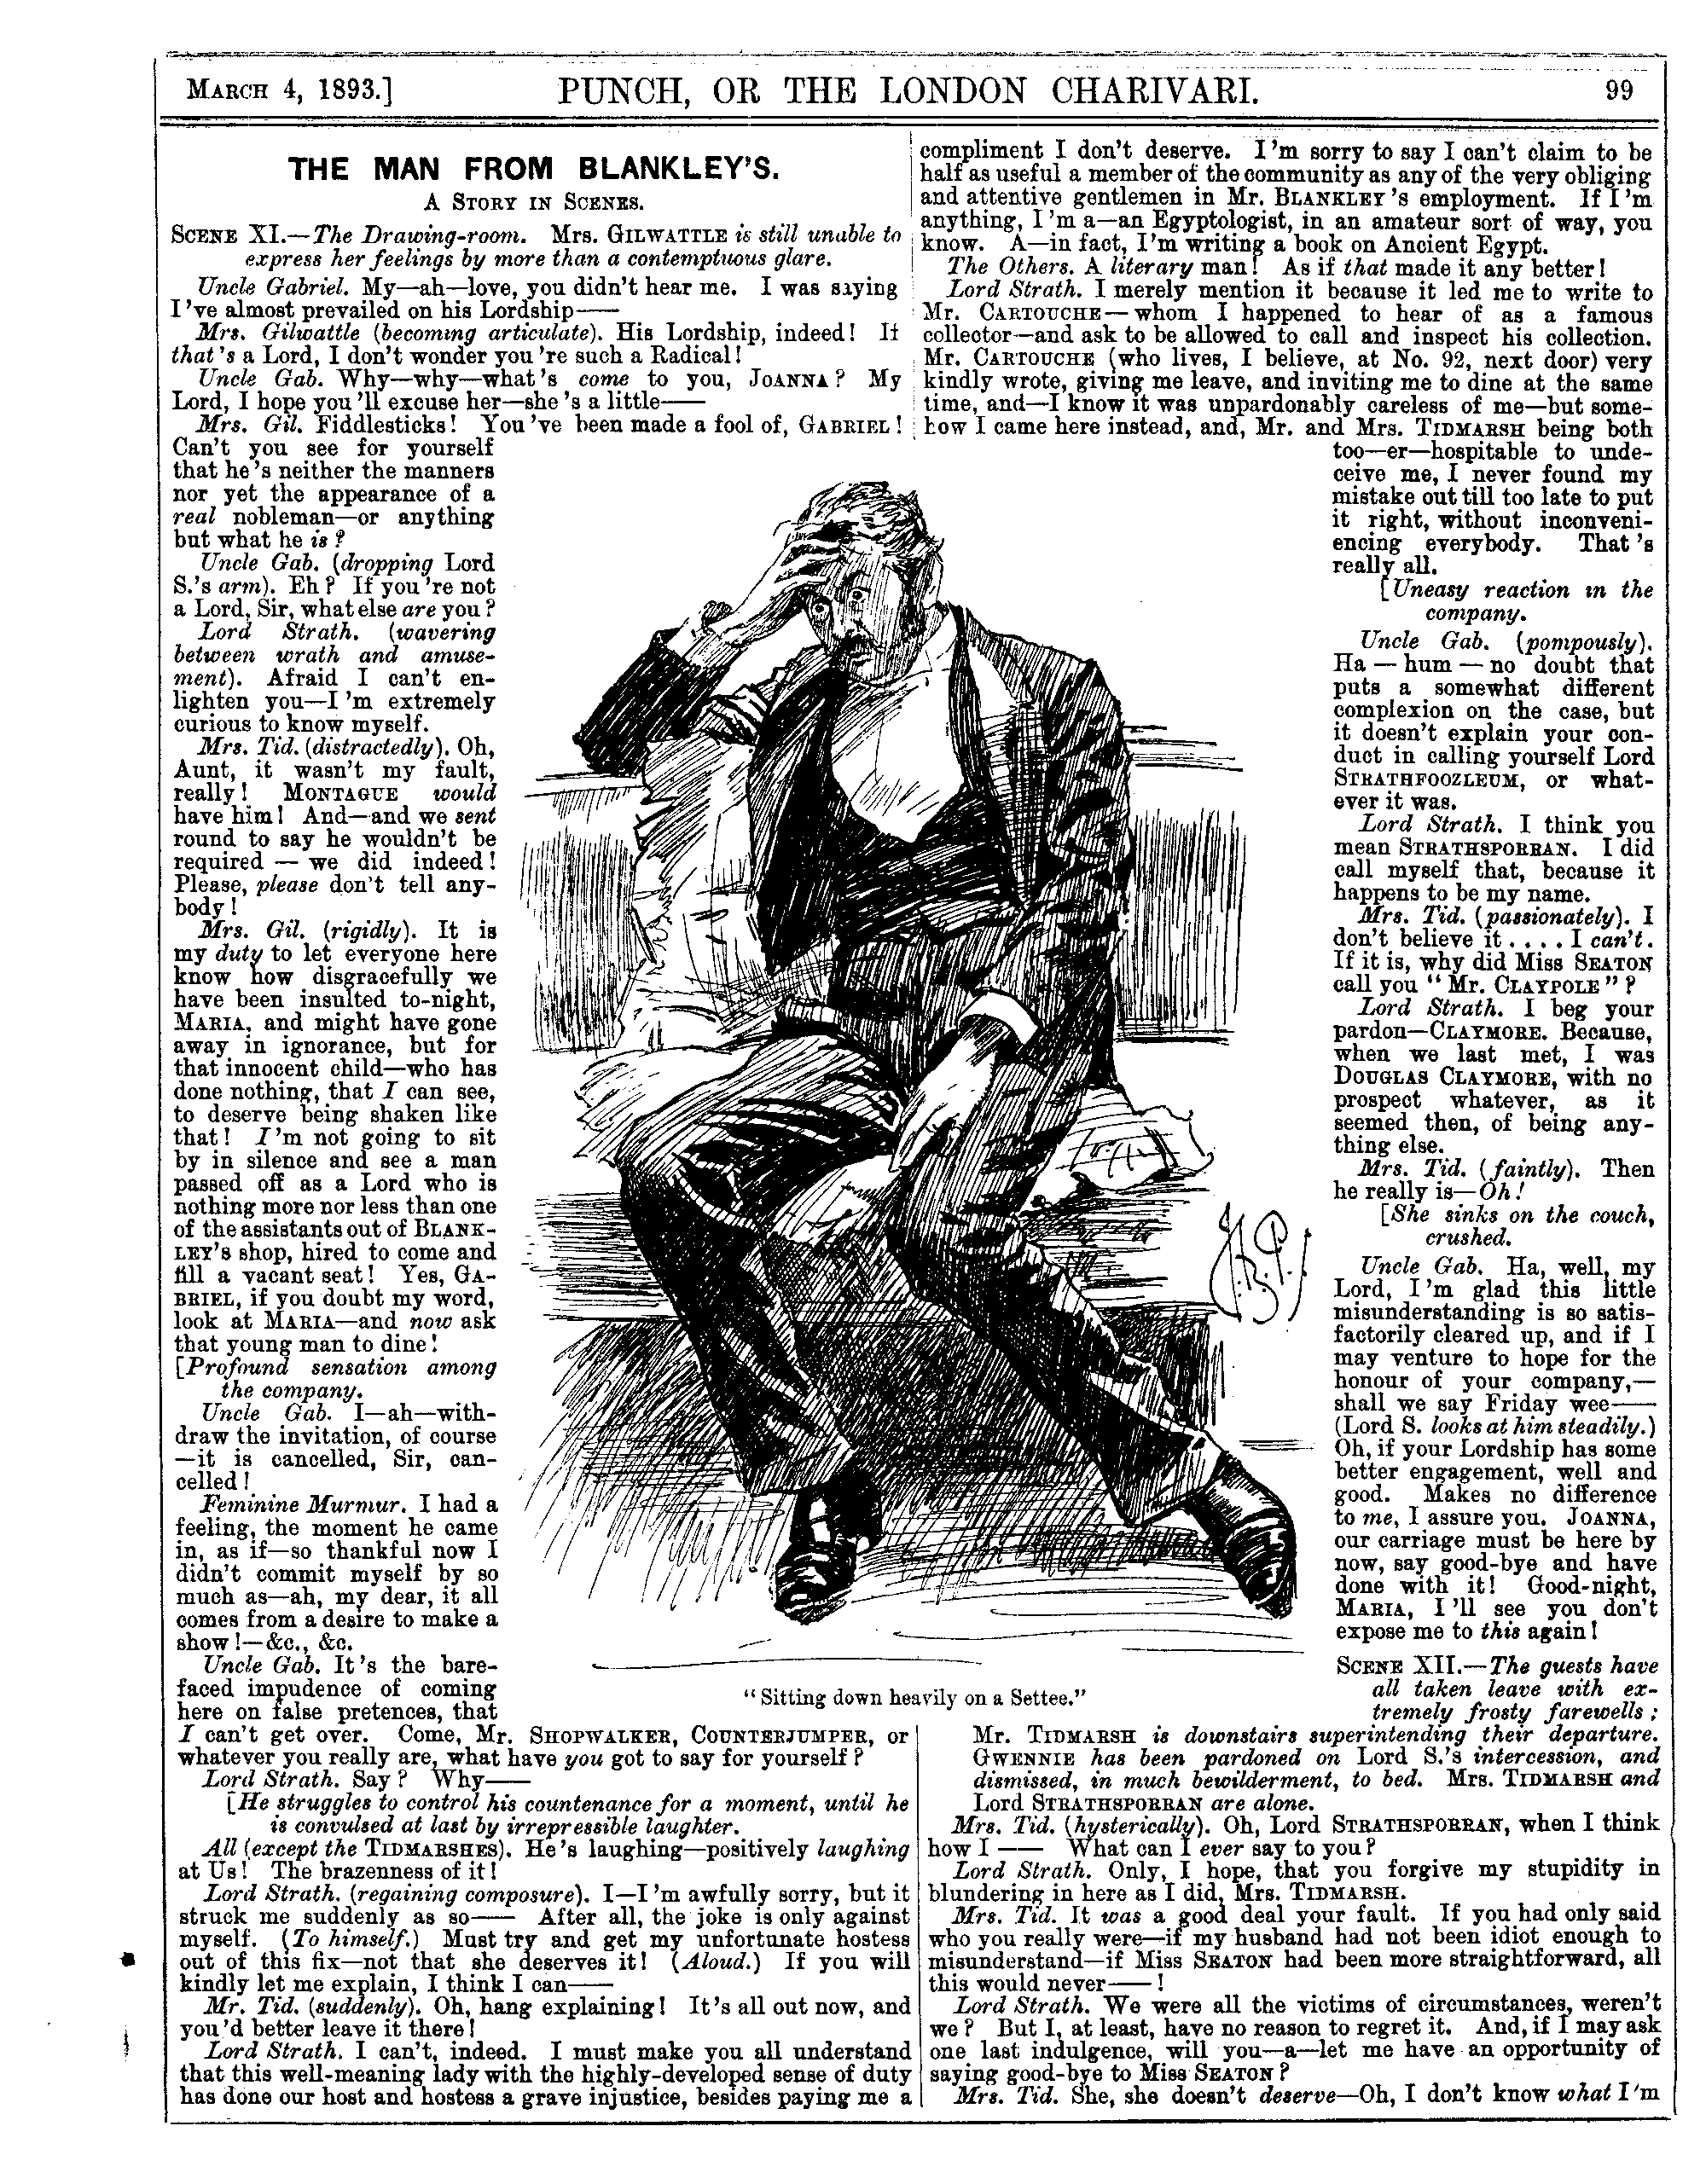 MARCH 4, 1893.] PUNCH, OR THE LONDON CHARIVARI. 99
THE MAN FROM BLANKLEY'S.
A STORY IN SCENES.
SCENE XI.—The Drawing-room. Mrs. GILWATTLE is still unable to
express her feelings by more than a contemptuous glare.
Uncle Gabriel. My—ah—love, you didn't hear me. I was saying
I've almost prevailed on his Lordship——
Mrs. Gilwattle (becoming articulate). His Lordship, indeed! If
that's a Lord, I don't wonder you're such a Radical!
Uncle Gab. Why—why—what's come to you, JOANNA? My
Lord, I hope you'll excuse her—she's a little——
Mrs. Gil. Fiddlesticks! You've been made a fool of, GABRIEL!
Can't you see for yourself
that he's neither the manners
nor yet the appearance of a
real nobleman—or anything
but what he is?
Uncle Gab. (dropping Lord
S.'s arm). Eh? If you're not
a Lord, Sir, what else are you?
Lord Strath. (wavering
between wrath and amuse-
ment). Afraid I can't en-
lighten you—I'm extremely
curious to know myself.
Mrs. Tid. (distractedly). Oh,
Aunt, it wasn't my fault,
really! MONTAGUE would
have him! And—and we sent
round to say he wouldn't be
required — we did indeed!
Please, please don't tell any-
body!
Mrs. Gil. (rigidly). It is
my duty to let everyone here
know how disgracefully we
have been insulted to-night,
MARIA, and might have gone
away in ignorance, but for
that innocent child—who has
done nothing, that I can see,
to deserve being shaken like
that! I'm not going to sit
by in silence and see a man
passed off as a Lord who is
nothing more nor less than one
of the assistants out of BLANK-
LEY'S shop, hired to come and
fill a vacant seat! Yes, GA-
BRIEL, if you doubt my word,
look at MARIA—and now ask
that young man to dine!
[Profound sensation among
the company.
Uncle Gab. I—ah—with-
draw the invitation, of course
—it is cancelled, Sir, can-
celled!
Feminine Murmur. I had a
feeling, the moment he came
in, as if—so thankful now I
didn't commit myself by so
much as—ah, my dear, it all
comes from a desire to make a
show!—&c., &c.
Uncle Gab. It's the bare-
faced impudence of coming
here on false pretences, that
I can't get over. Come, Mr. SHOPWALKER, COUNTERJUMPER, or
whatever you really are, what have you got to say for yourself?
Lord Strath. Say? Why——
[He struggles to control his countenance for a moment, until he
is convulsed at last by irrepressible laughter.
All (except the TIDMARSHES). He's laughing—positively laughing
at Us! The brazenness of it!
Lord Strath. (regaining composure). I—I'm awfully sorry, but it
struck me suddenly as so—— After all, the joke is only against
myself. (To himself.) Must try and get my unfortunate hostess
out of this fix—not that she deserves it! (Aloud.) If you will
kindly let me explain, I think I can——
Mr. Tid. (suddenly). Oh, hang explaining! It's all out now, and
you'd better leave it there!
Lord Strath. I can't, indeed. I must make you all understand
that this well-meaning lady with the highly-developed sense of duty
has done our host and hostess a grave injustice, besides paying me a
"Sitting down heavily on a Settee."
J.B.P.
compliment I don't deserve. I'm sorry to say I can't claim to be
half as useful a member of the community as any of the very obliging
and attentive gentlemen in Mr. BLANKLEY'S employment. If I'm
anything, I'm a—an Egyptologist, in an amateur sort of way, you
know. A—in fact, I'm writing a book on Ancient Egypt.
The Others. A literary man! As if that made it any better!
Lord Strath. I merely mention it because it led me to write to
Mr. CARTOUCHE—whom I happened to hear of as a famous
collector—and ask to be allowed to call and inspect his collection.
Mr. CARTOUCHE (who lives, I believe, at No. 92, next door) very
kindly wrote, giving me leave, and inviting me to dine at the same
time, and—I know it was unpardonably careless of me—but some-
how I came here instead, and, Mr. and Mrs. TIDMARSH being both
too—er—hospitable to unde-
ceive me, I never found my
mistake out till too late to put
it right, without inconveni-
encing everybody. That's
really all.
[Uneasy reaction in the
company.
Uncle Gab. (pompously).
Ha — hum — no doubt that
puts a somewhat different
complexion on the case, but
it doesn't explain your con-
duct in calling yourself Lord
STRATHFOOZLEUM, or what-
ever it was.
Lord Strath. I think you
mean STRATHSPORRAN. I did
call myself that, because it
happens to be my name.
Mrs. Tid. (passionately). I
don't believe it . . . . I can't.
If it is, why did Miss SEATON
call you "Mr. CLAYPOLE"?
Lord Strath. I beg your
pardon—CLAYMORE. Because,
when we last met, I was
DOUGLAS CLAYMORE, with no
prospect whatever, as it
seemed then, of being any-
thing else.
Mrs. Tid. (faintly). Then
he really is—Oh!
[She sinks on the couch,
crushed.
Uncle Gab. Ha, well, my
Lord, I'm glad this little
misunderstanding is so satis-
factorily cleared up, and if I
may venture to hope for the
honour of your company,—
shall we say Friday wee——
(Lord S. looks at him steadily.)
Oh, if your Lordship has some
better engagement, well and
good. Makes no difference
to me, I assure you. JOANNA,
our carriage must be here by
now, say good-bye and have
done with it! Good-night,
MARIA, I'll see you don't
expose me to this again!
SCENE XII.—The guests have
all taken leave with ex-
tremely frosty farewells;
Mr. TIDMARSH is downstairs superintending their departure.
GWENNIE has been pardoned on Lord S.'s intercession, and
dismissed, in much bewilderment, to bed. Mrs. TIDMARSH and
Lord STRATHSPORRAN are alone.
Mrs. Tid. (hysterically). Oh, Lord STRATHSPORRAN, when I think
how I —— What can I ever say to you?
Lord Strath. Only, I hope, that you forgive my stupidity in
blundering in here as I did, Mrs. TIDMARSH.
Mrs. Tid. It was a good deal your fault. If you had only said
who you really were—if my husband had not been idiot enough to
misunderstand—if Miss SEATON had been more straightforward, all
this would never——!
Lord Strath. We were all the victims of circumstances, weren't
we? But I, at least, have no reason to regret it. And, if I may ask
one last indulgence, will you—a—let me have an opportunity of
saying good-bye to Miss SEATON?
Mrs. Tid. She, she doesn't deserve—Oh, I don't know what I'm